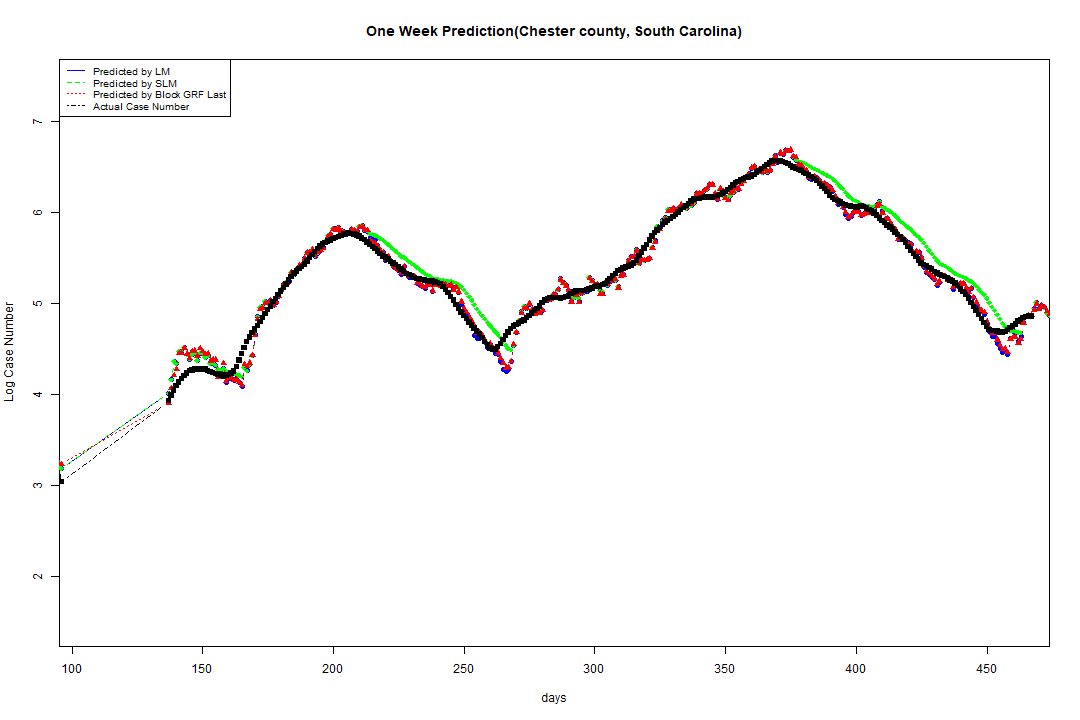 One Week Prediction(Chester county, South Carolina)
Predicted by LM
Predicted by SLM
Predicted by Block GRF Last
Actual Case Number
7
6
5
4
3
2
Log Case Number
100 150 200 250 300 350 400 450
days